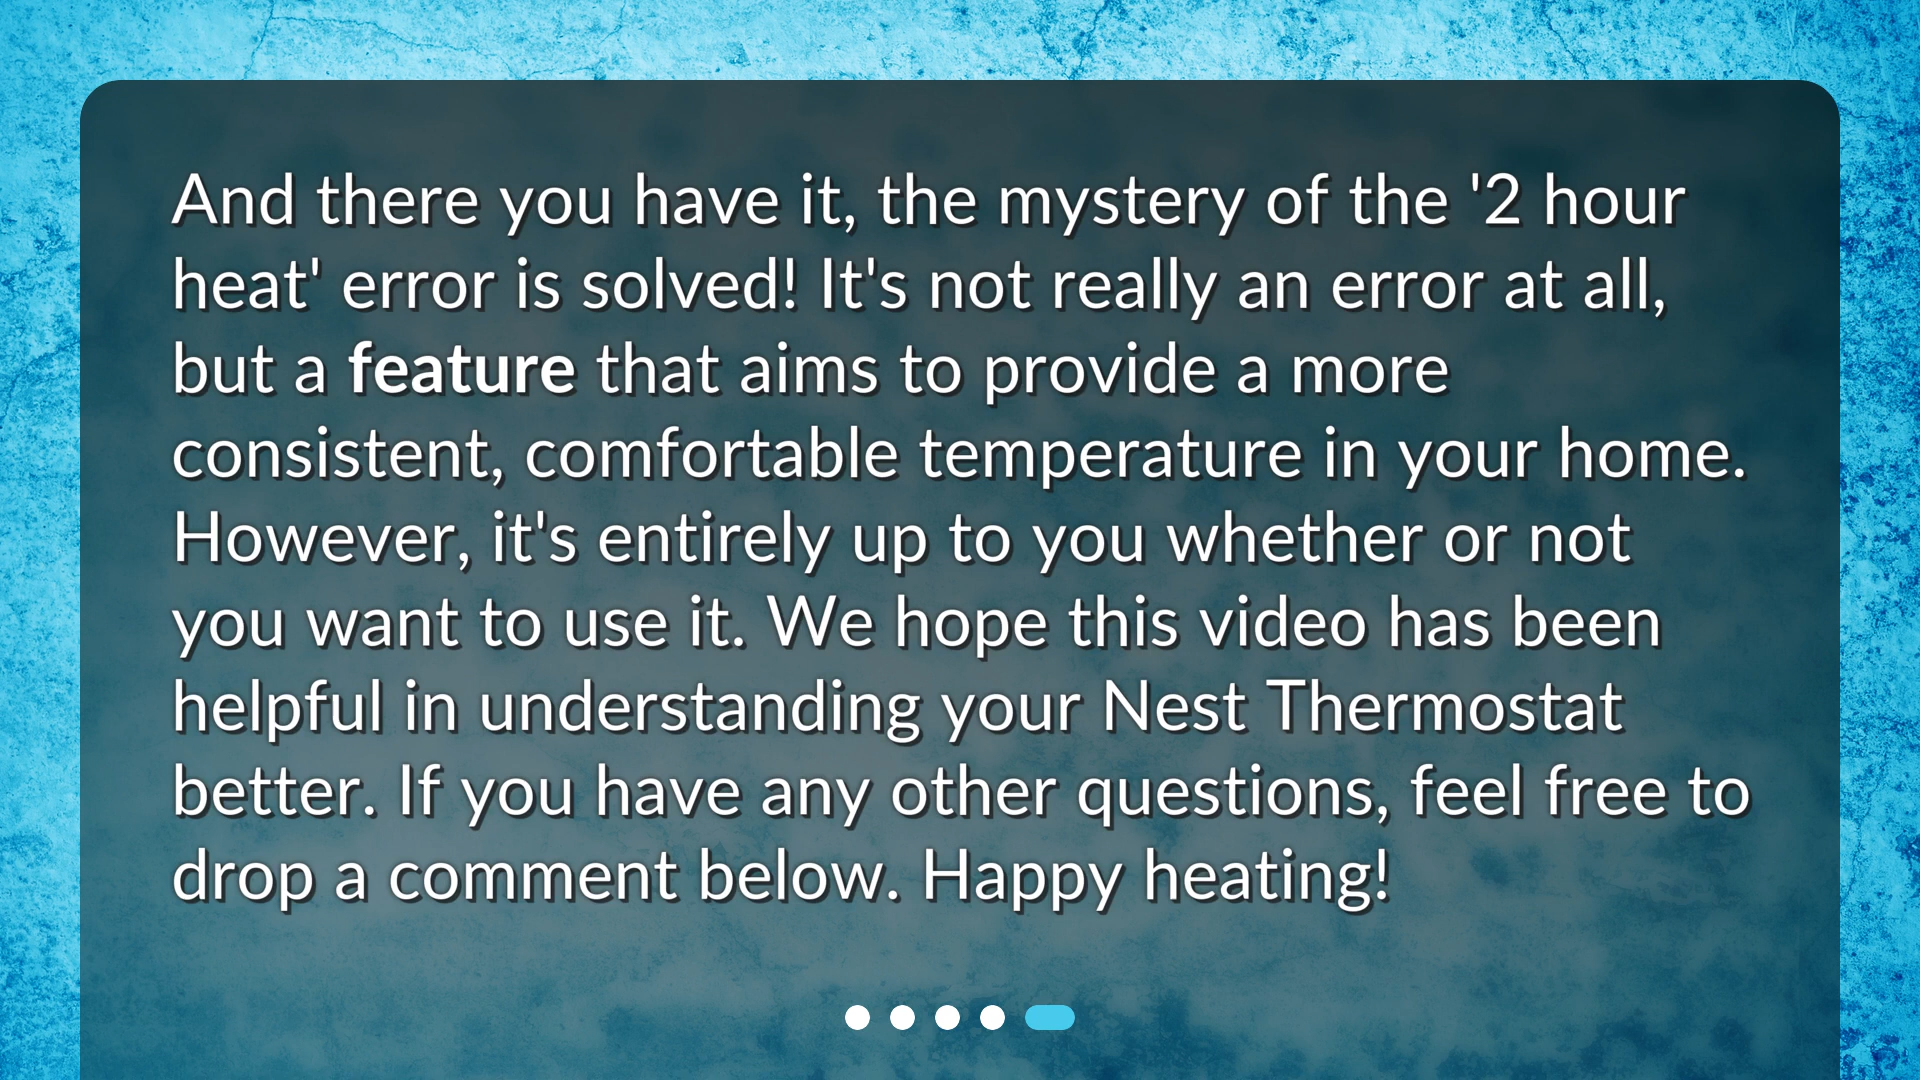 And there you have it, the mystery of the '2 hour
heat' error is solved! It's not really an error at all,
but a feature that aims to provide a more
consistent, comfortable temperature in your home.
However, it's entirely up to you whether or not
you want to use it. We hope this video has been
helpful in understanding your Nest Thermostat
better. If you have any other questions, feel free to
drop a comment below. Happy heating!